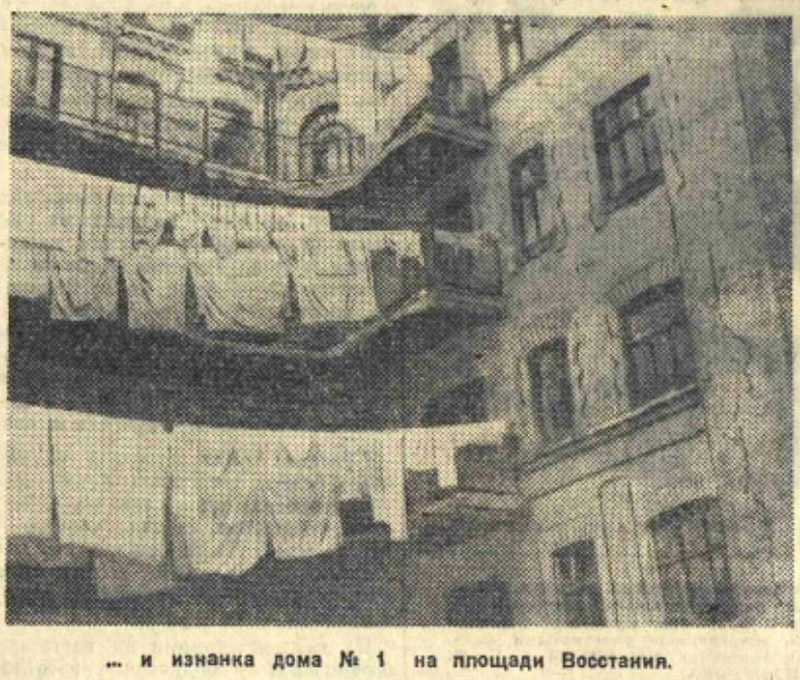 ... и изнанка дома № 1 на площади Восстания.